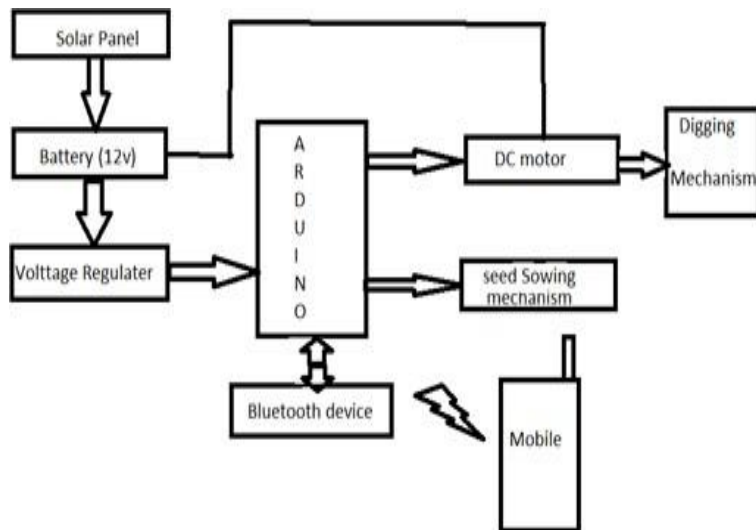 Solar Panel
Battery (12v)
Volttage Regulater
A
R
D
U
I
N
O
DC motor
Digging
Mechanism
seed Sowing
mechanism
Bluetooth device
Mobile